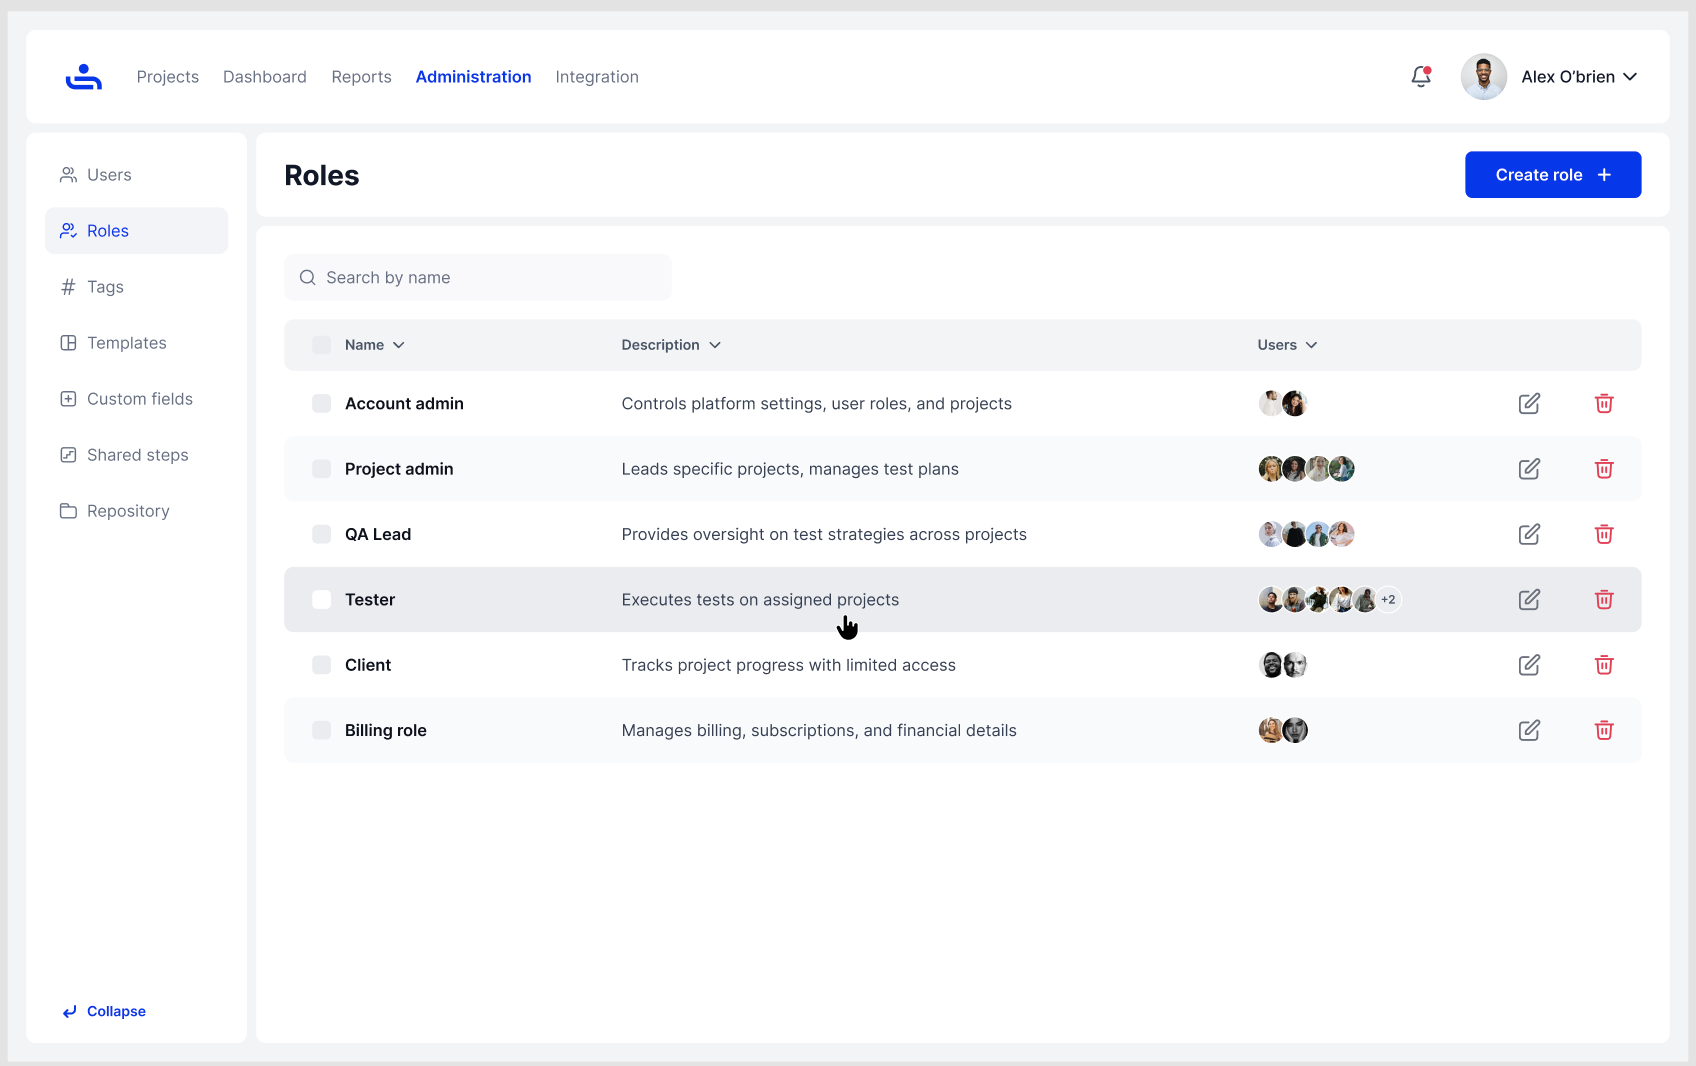 Projects Dashboard Reports Administration Integration Alex O’brien
Users
Roles
Tags
Templates
Custom fields
Shared steps
Repository
Collapse
Roles
Create role
Search by name
Name Description Users
Account admin Controls platform settings, user roles, and projects
Project admin Leads specific projects, manages test plans
QA Lead Provides oversight on test strategies across projects
Tester Executes tests on assigned projects +2
Client Tracks project progress with limited access
Billing role Manages billing, subscriptions, and financial details